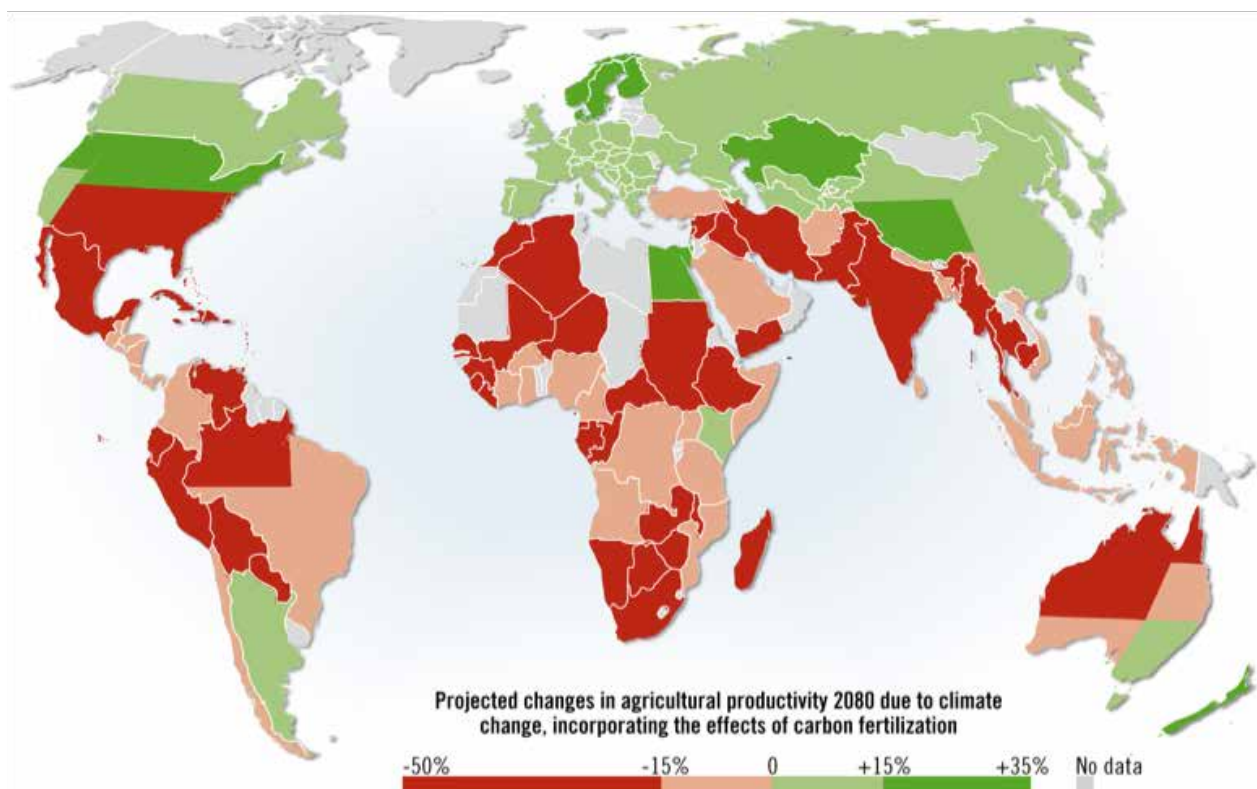 Projected changes in agricultural productivity 2080 due to climate
change, incorporating the effects of carbon fertilization
-50% -15% 0 +15% +35% No data